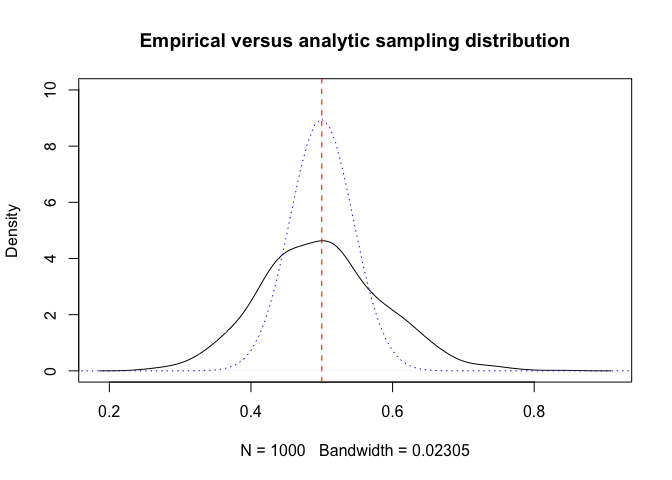 Empirical versus analytic sampling distribution
Density
10
8
6
4
2
0
0.2 0.4 0.6 0.8
N = 1000 Bandwidth = 0.02305